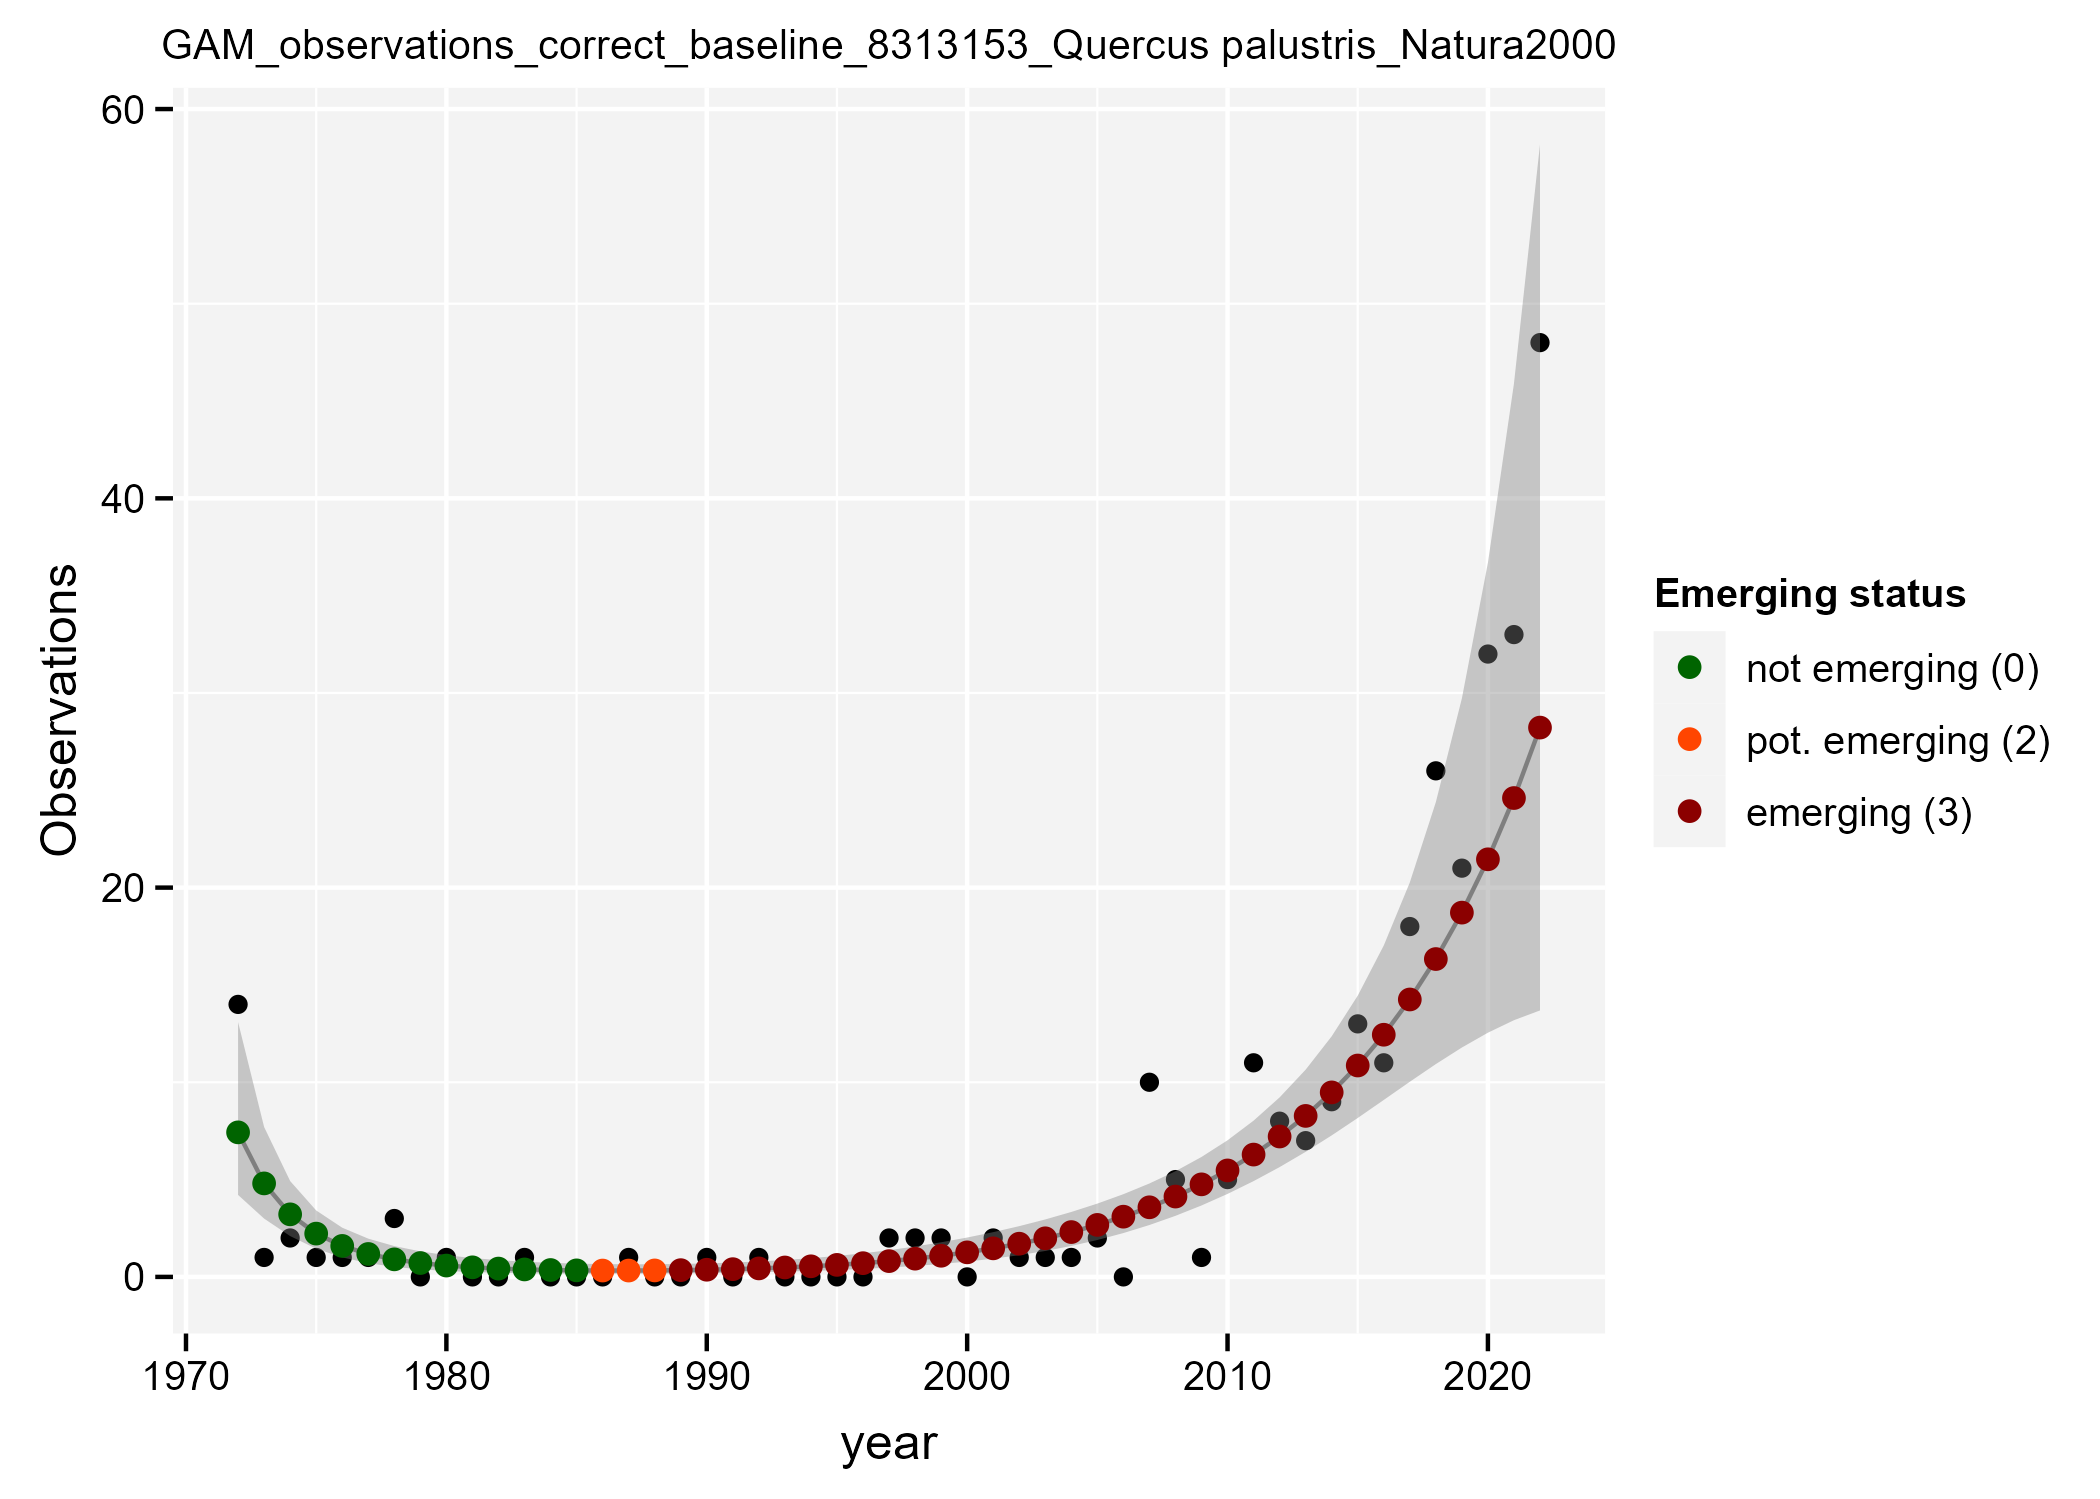 GAM_observations_correct_baseline_8313153_Quercus palustris_Natura2000
60
40
20
0
Observations
1970 1980 1990 2000 2010 2020
year
Emerging status
not emerging (0)
pot. emerging (2)
emerging (3)